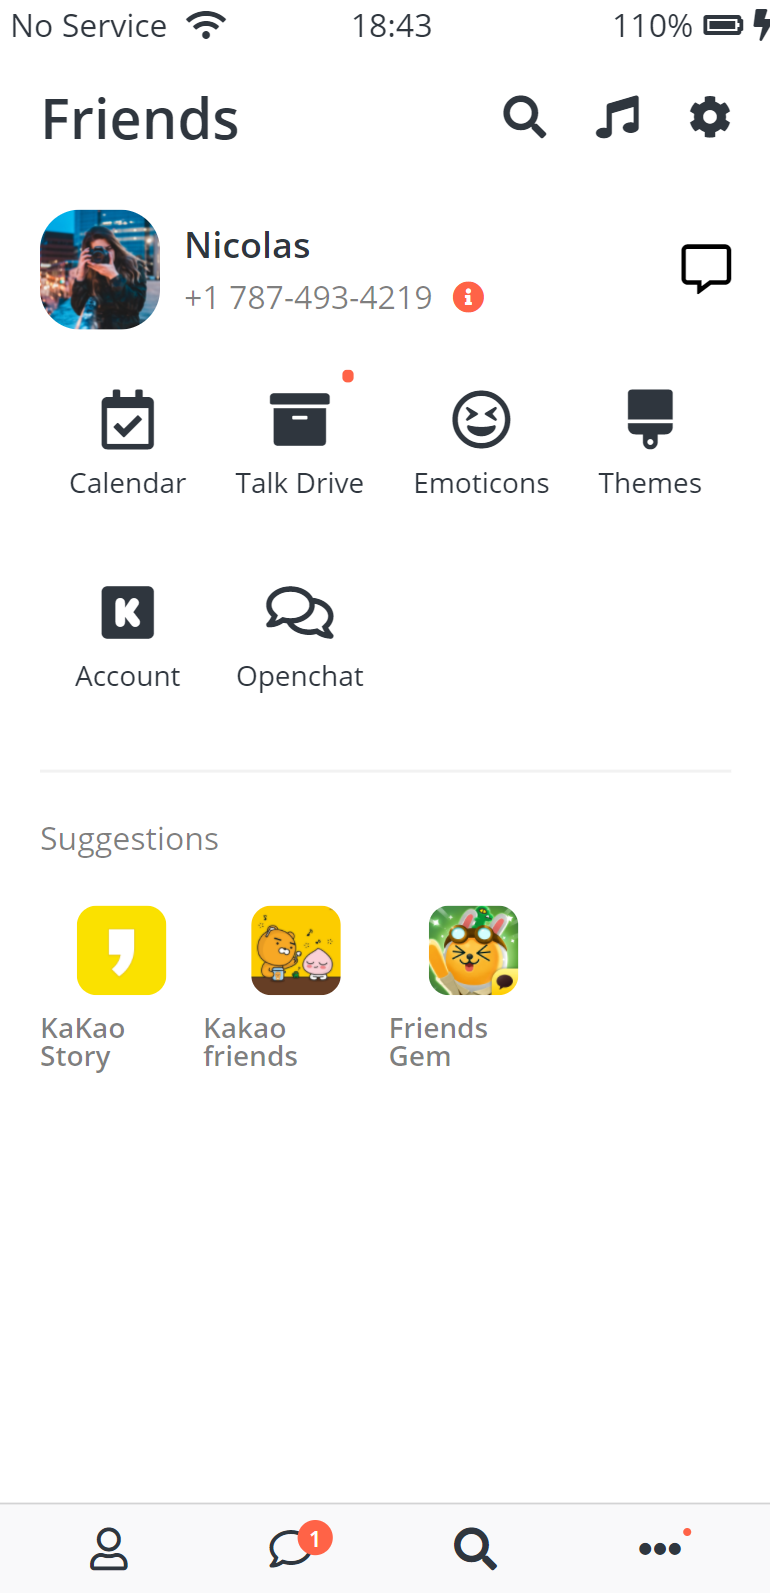 No Service 18:43 110%
Friends
Nicolas
+1 787-493-4219
Calendar Talk Drive Emoticons Themes
Account Openchat
Suggestions
KaKao Story
Kakao friends
Friends Gem
1